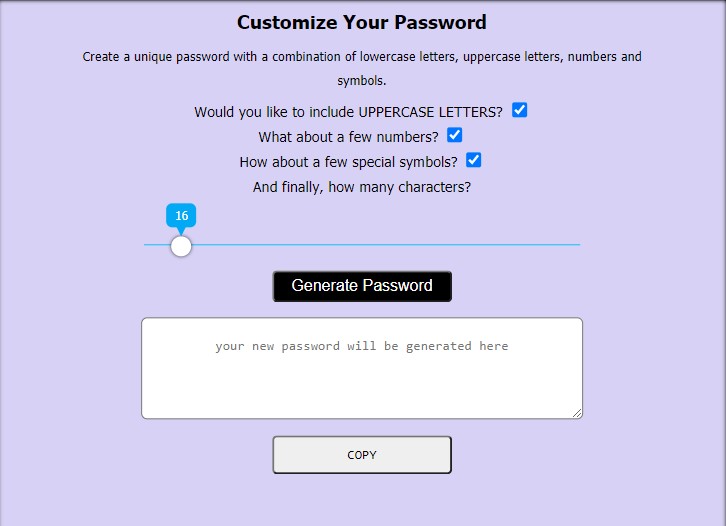 Customize Your Password
Create a unique password with a combination of lowercase letters, uppercase letters, numbers and
symbols.
Would you like to include UPPERCASE LETTERS?
What about a few numbers?
How about a few special symbols?
And finally, how many characters?
16
Generate Password
your new password will be generated here
COPY